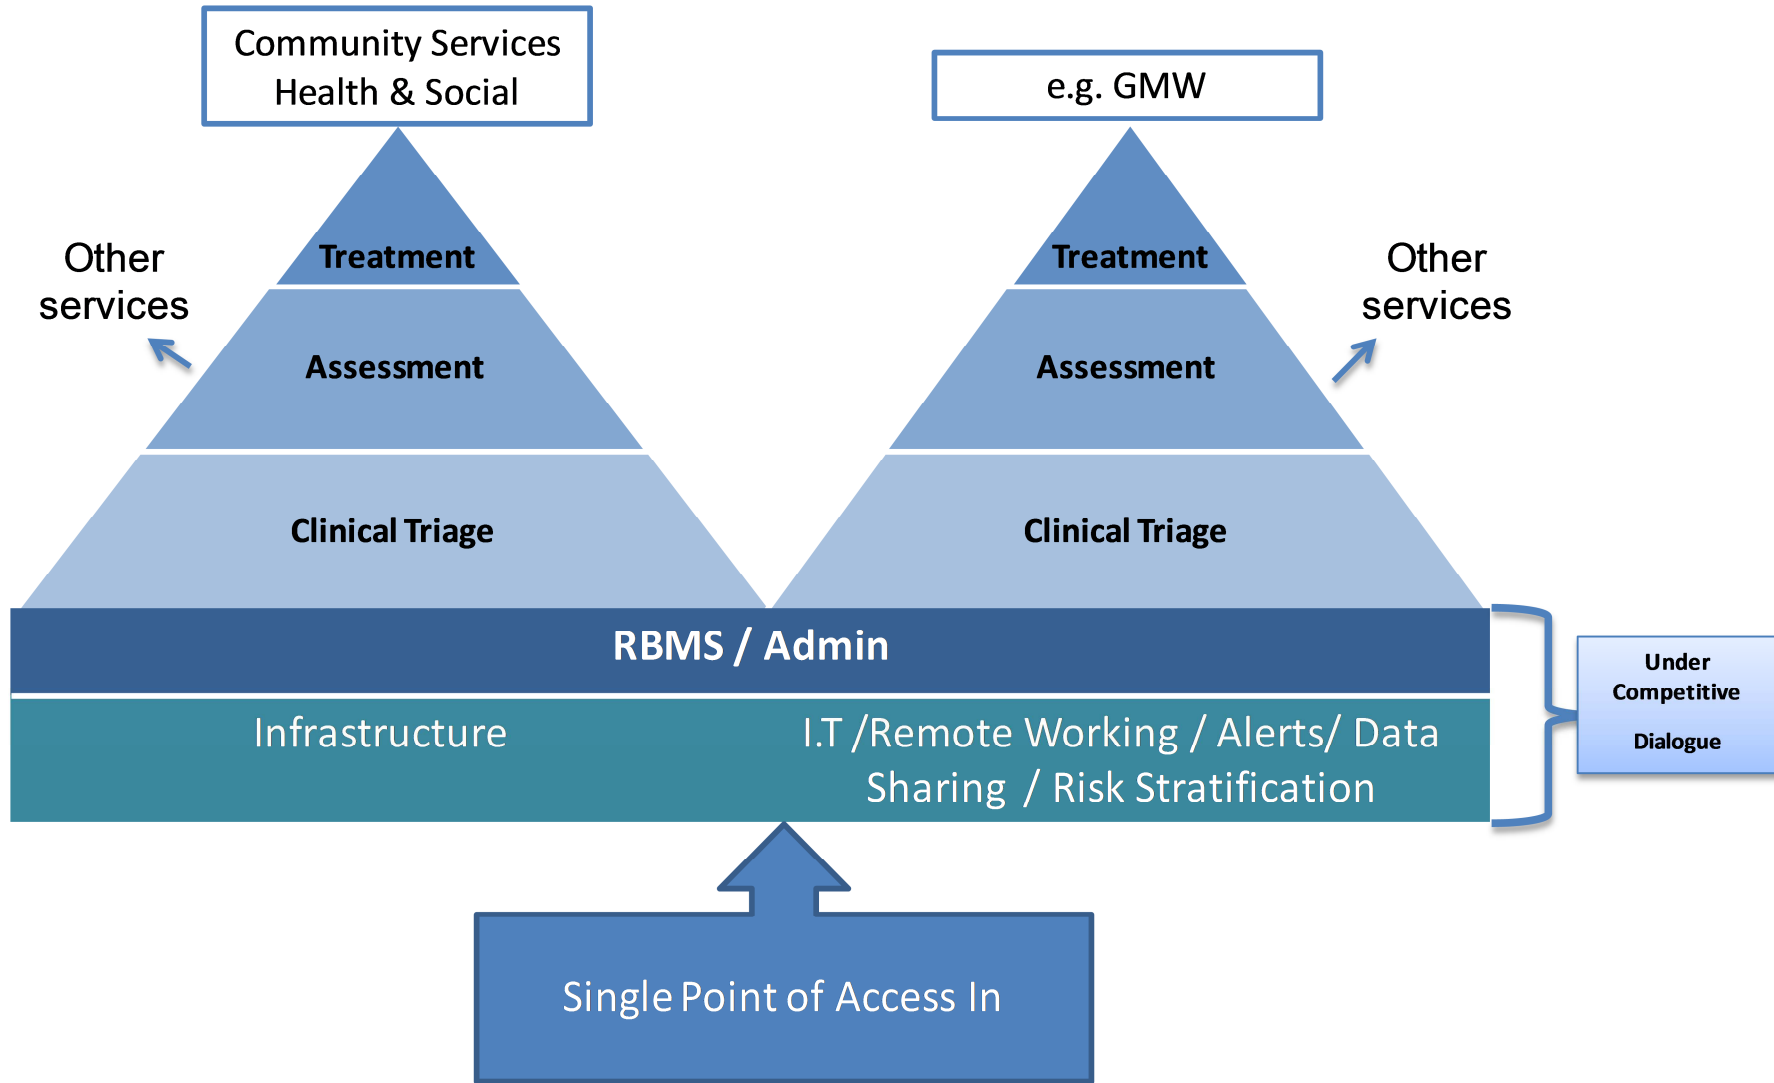 Community Services
Health & Social
e.g. GMW
Treatment
Treatment
Other
services
Other
services
Assessment
Assessment
Clinical Triage
Clinical Triage
RBMS / Admin
Under
Competitive
Dialogue
Infrastructure
I.T /Remote Working / Alerts/ Data
Sharing / Risk Stratification
Single Point of Access In